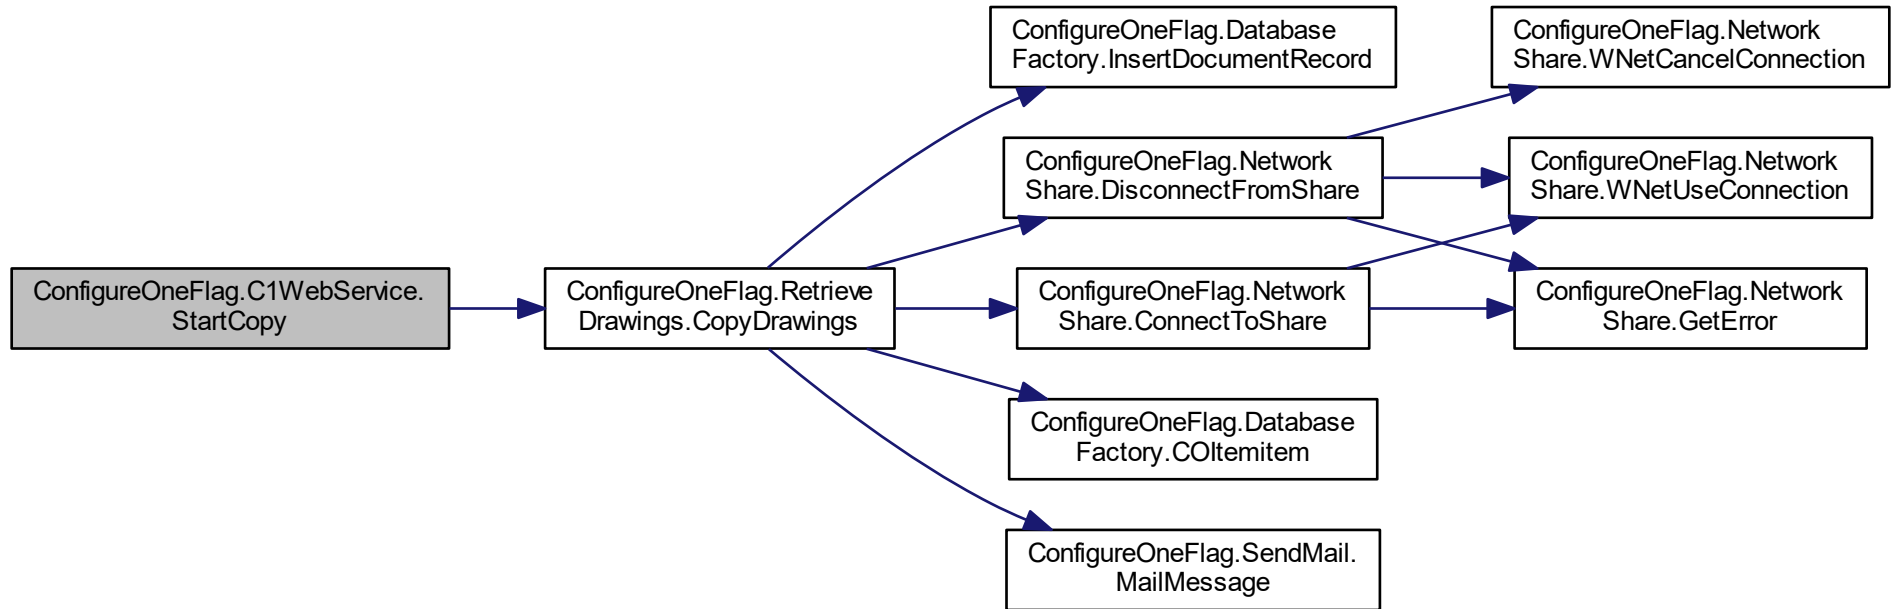 ConfigureOneFlag.C1WebService.
StartCopy
ConfigureOneFlag.Retrieve
Drawings.CopyDrawings
ConfigureOneFlag.Database
Factory.InsertDocumentRecord
ConfigureOneFlag.Network
Share.DisconnectFromShare
ConfigureOneFlag.Network
Share.ConnectToShare
ConfigureOneFlag.Database
Factory.COItemitem
ConfigureOneFlag.SendMail.
MailMessage
ConfigureOneFlag.Network
Share.WNetCancelConnection
ConfigureOneFlag.Network
Share.WNetUseConnection
ConfigureOneFlag.Network
Share.GetError